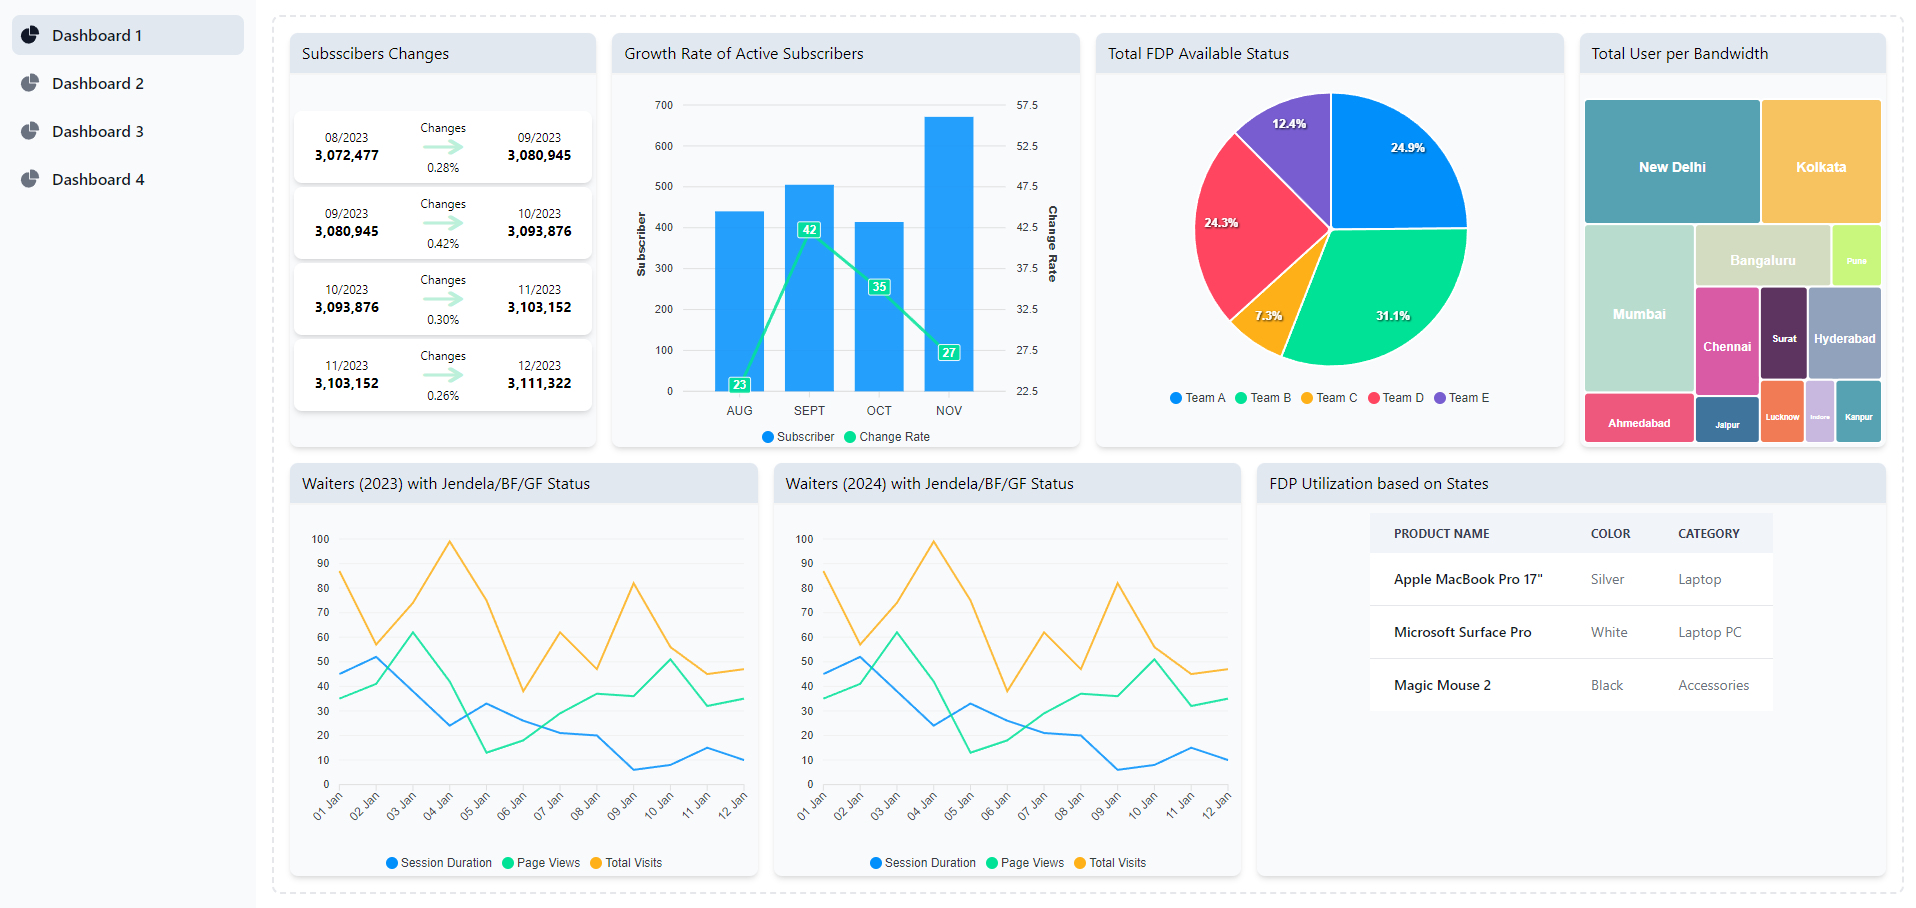 Dashboard 1
Dashboard 2
Dashboard 3
Dashboard 4
Subsscibers Changes
08/2023 Changes 09/2023
3,072,477 3,080,945
0.28%
09/2023 Changes 10/2023
3,080,945 3,093,876
0.42%
10/2023 Changes 11/2023
3,093,876 3,103,152
0.30%
11/2023 Changes 12/2023
3,103,152 3,111,322
0.26%
Growth Rate of Active Subscribers
700 57.5
600 52.5
500 47.5
400 42.5
300 37.5
200 32.5
100 27.5
0 22.5
Subscriber
Change Rate
23 42 35 27
AUG SEPT OCT NOV
Subscriber Change Rate
Total FDP Available Status
12.4%
24.9%
24.3%
7.3%
31.1%
Team A Team B Team C Team D Team E
Total User per Bandwidth
New Delhi Kolkata
Mumbai Bangaluru Pune
Chennai Surat Hyderabad
Ahmedabad Jaipur Lucknow Indore Kanpur
Waiters (2023) with Jendela/BF/GF Status
100
90
80
70
60
50
40
30
20
10
0
01 Jan 02 Jan 03 Jan 04 Jan 05 Jan 06 Jan 07 Jan 08 Jan 09 Jan 10 Jan 11 Jan 12 Jan
Session Duration Page Views Total Visits
Waiters (2024) with Jendela/BF/GF Status
100
90
80
70
60
50
40
30
20
10
0
01 Jan 02 Jan 03 Jan 04 Jan 05 Jan 06 Jan 07 Jan 08 Jan 09 Jan 10 Jan 11 Jan 12 Jan
Session Duration Page Views Total Visits
FDP Utilization based on States
PRODUCT NAME COLOR CATEGORY
Apple MacBook Pro 17" Silver Laptop
Microsoft Surface Pro White Laptop PC
Magic Mouse 2 Black Accessories